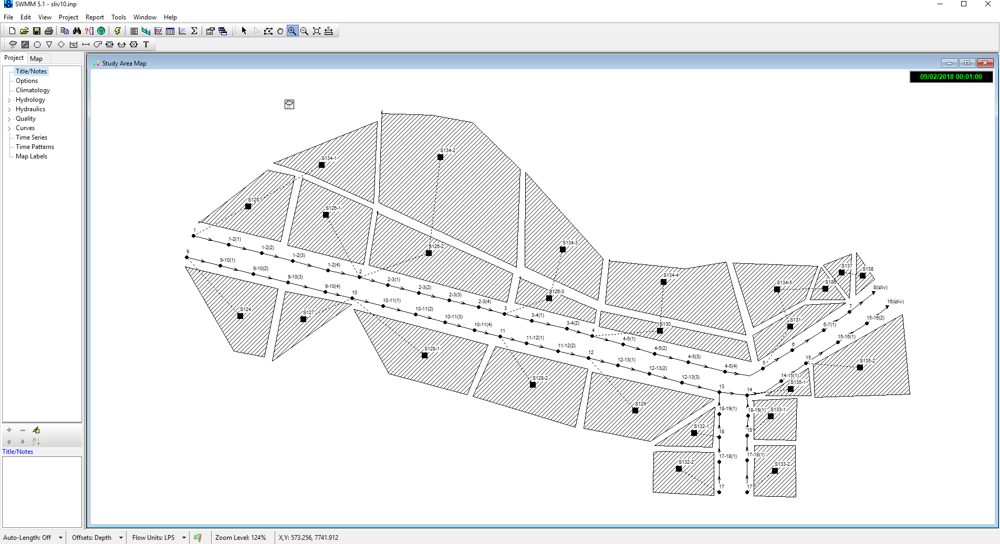 SWMM 5.1 - sliv10.inp
File Edit View Project Report Tools Window Help
Project Map
Study Area Map
09/02/2018 00:01:00
Title/Notes
Options
Climatology
Hydrology
Hydraulics
Quality
Curves
Time Series
Time Patterns
Map Labels
Title/Notes
S134-2
S134-1
S125
S126-1
1
1-2(1)
1-2(2)
1-2(3)
1-2(4)
2
S126-2
S134-3
9
9-10(1)
9-10(2)
9-10(3)
9-10(4)
10
2-3(1)
2-3(2)
2-3(3)
2-3(4)
3
S126-3
S134-4
S134-5
S137
S138
8(izliv)
16(izliv)
7
S124
S127
10-11(1)
10-11(2)
10-11(3)
10-11(4)
11
3-4(1)
3-4(2)
4
S130
S131
6-7(1)
15-16(2)
15-16(1)
6
S128-1
11-12(1)
11-12(2)
12
4-5(1)
4-5(2)
4-5(3)
4-5(4)
5
15
S135-2
S128-2
12-13(1)
12-13(2)
12-13(3)
13
14
14-15(1)
S135-1
S129
18-19(1)
18-19(1)
S133-1
S132-1
18
18
17-18(1)
17-18(1)
S132-2
S133-2
17
17
Auto-Length: Off Offsets: Depth Flow Units: LPS Zoom Level: 124% X,Y: 573.256, 7741.912